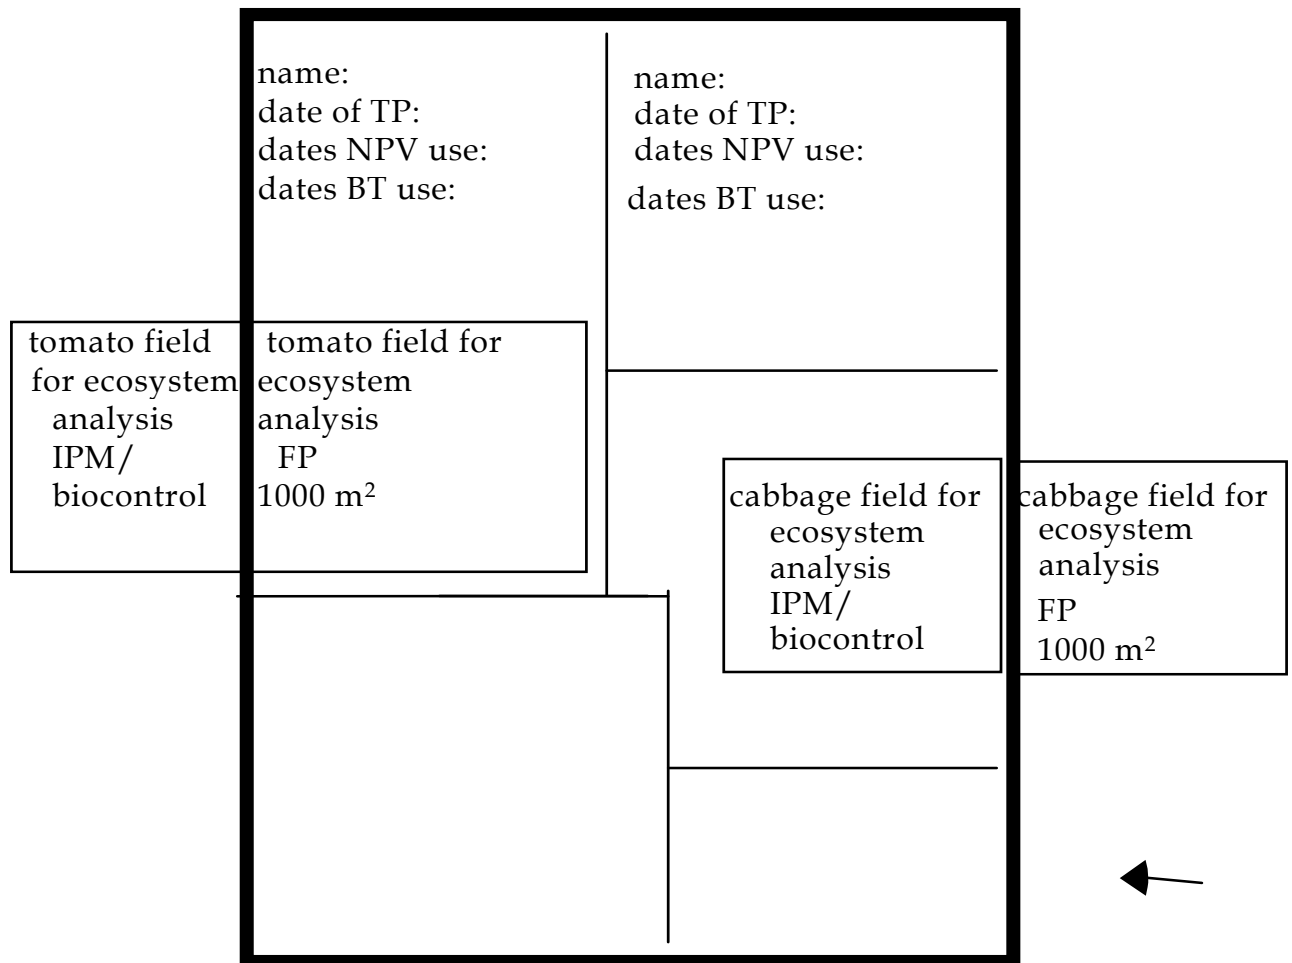 name:
date of TP:
dates NPV use:
dates BT use:
name:
date of TP:
dates NPV use:
dates BT use:
tomato field
for ecosystem
analysis
IPM/
biocontrol
tomato field for
ecosystem
analysis
FP
1000 m²
cabbage field for
ecosystem
analysis
IPM/
biocontrol
cabbage field for
ecosystem
analysis
FP
1000 m²